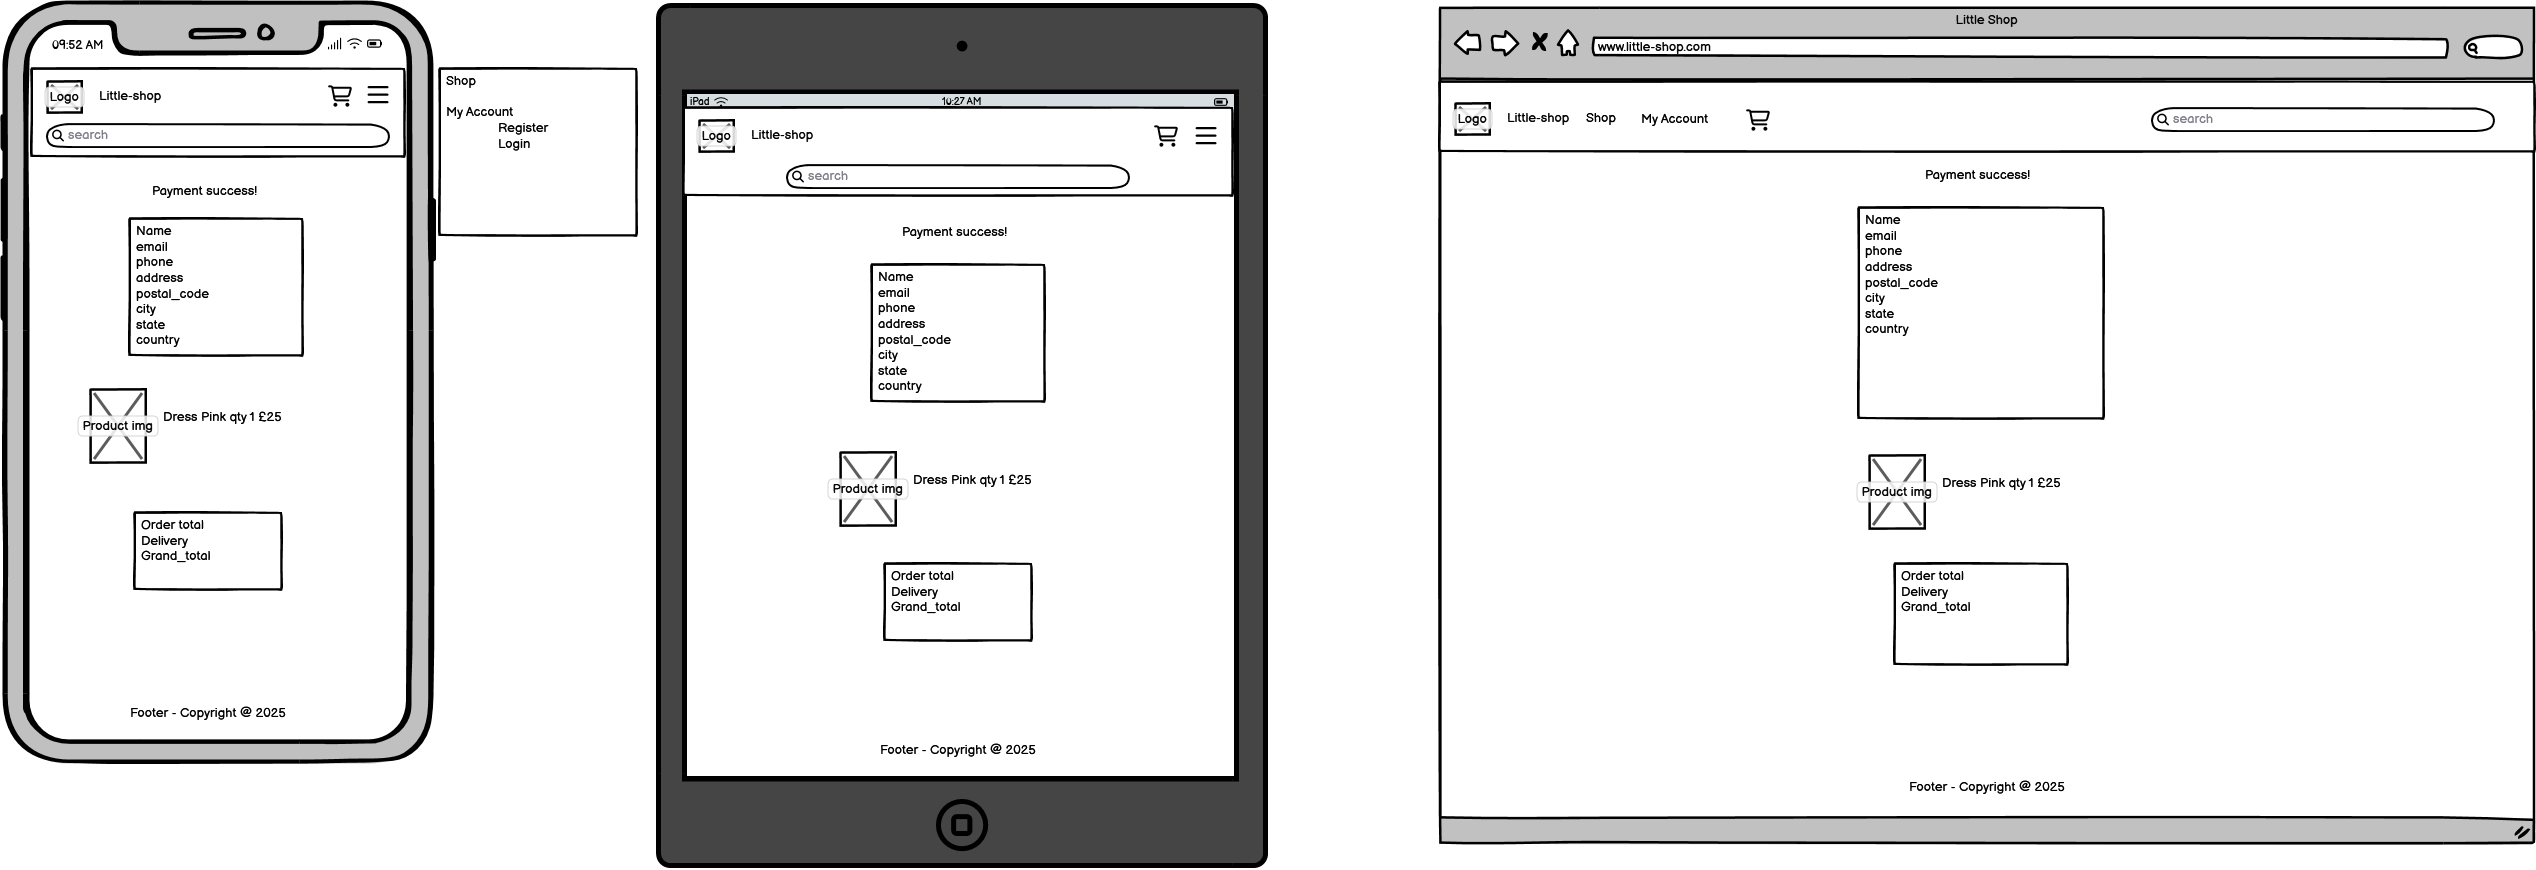 09:52 AM
Logo
Little-shop
search
Payment success!
Name
email
phone
address
postal_code
city
state
country
Product img
Dress Pink qty 1 £25
Order total
Delivery
Grand_total
Footer - Copyright @ 2025
Shop
My Account
Register
Login
iPad
10:27 AM
Logo
Little-shop
search
Payment success!
Name
email
phone
address
postal_code
city
state
country
Product img
Dress Pink qty 1 £25
Order total
Delivery
Grand_total
Footer - Copyright @ 2025
Little Shop
www.little-shop.com
Logo
Little-shop
Shop
My Account
search
Payment success!
Name
email
phone
address
postal_code
city
state
country
Product img
Dress Pink qty 1 £25
Order total
Delivery
Grand_total
Footer - Copyright @ 2025